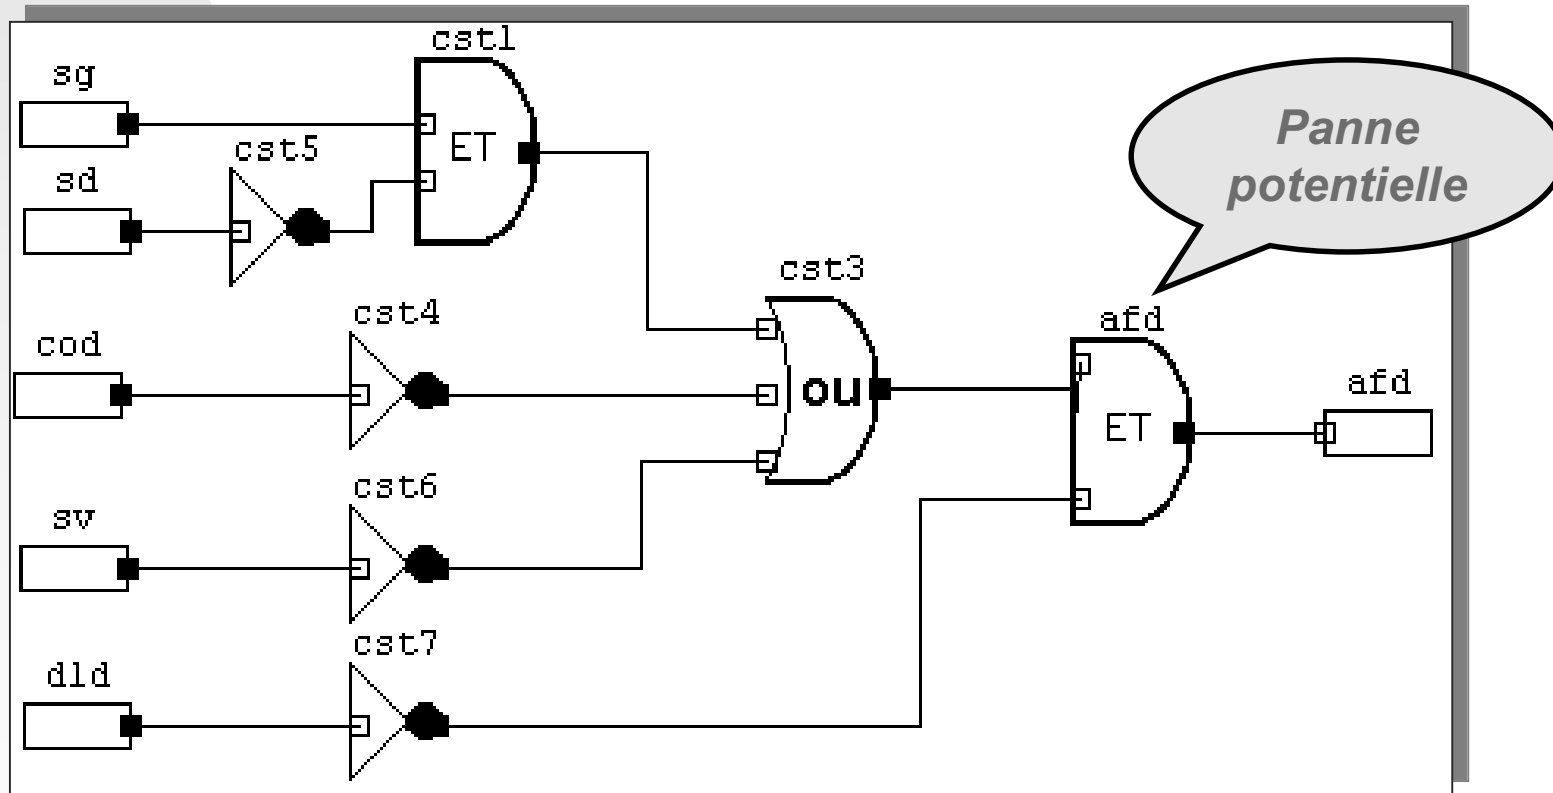 cst1
sg
cst5
ET
sd
Panne
potentielle
cst3
cst4
afd
cod
ou
afd
ET
cst6
sv
cst7
dld